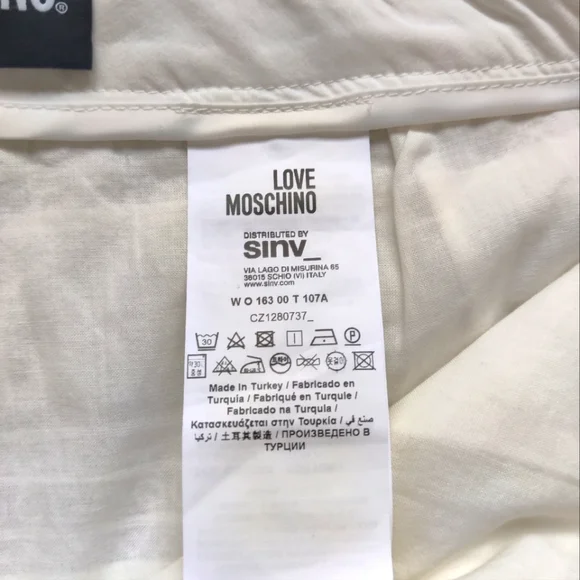 LOVE
MOSCHINO
DISTRIBUTED BY
sinv_
VIA LAGO DI MISURINA 65
36015 SCHIO (VI) ITALY
www.sinv.com
W O 163 00 T 107A
CZ1280737_
30
Made in Turkey / Fabricado en
Turquía / Fabriqué en Turquie /
Fabricado na Turquia /
Κατασκευάζεται στην Τουρκία / صنع في
تركيا / 土耳其製造 / ПРОИЗВЕДЕНО В
ТУРЦИИ